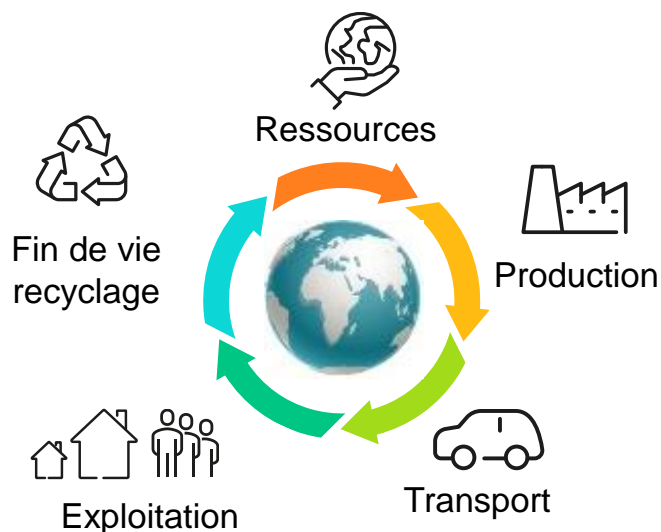 Ressources
Production
Transport
Exploitation
Fin de vie
recyclage